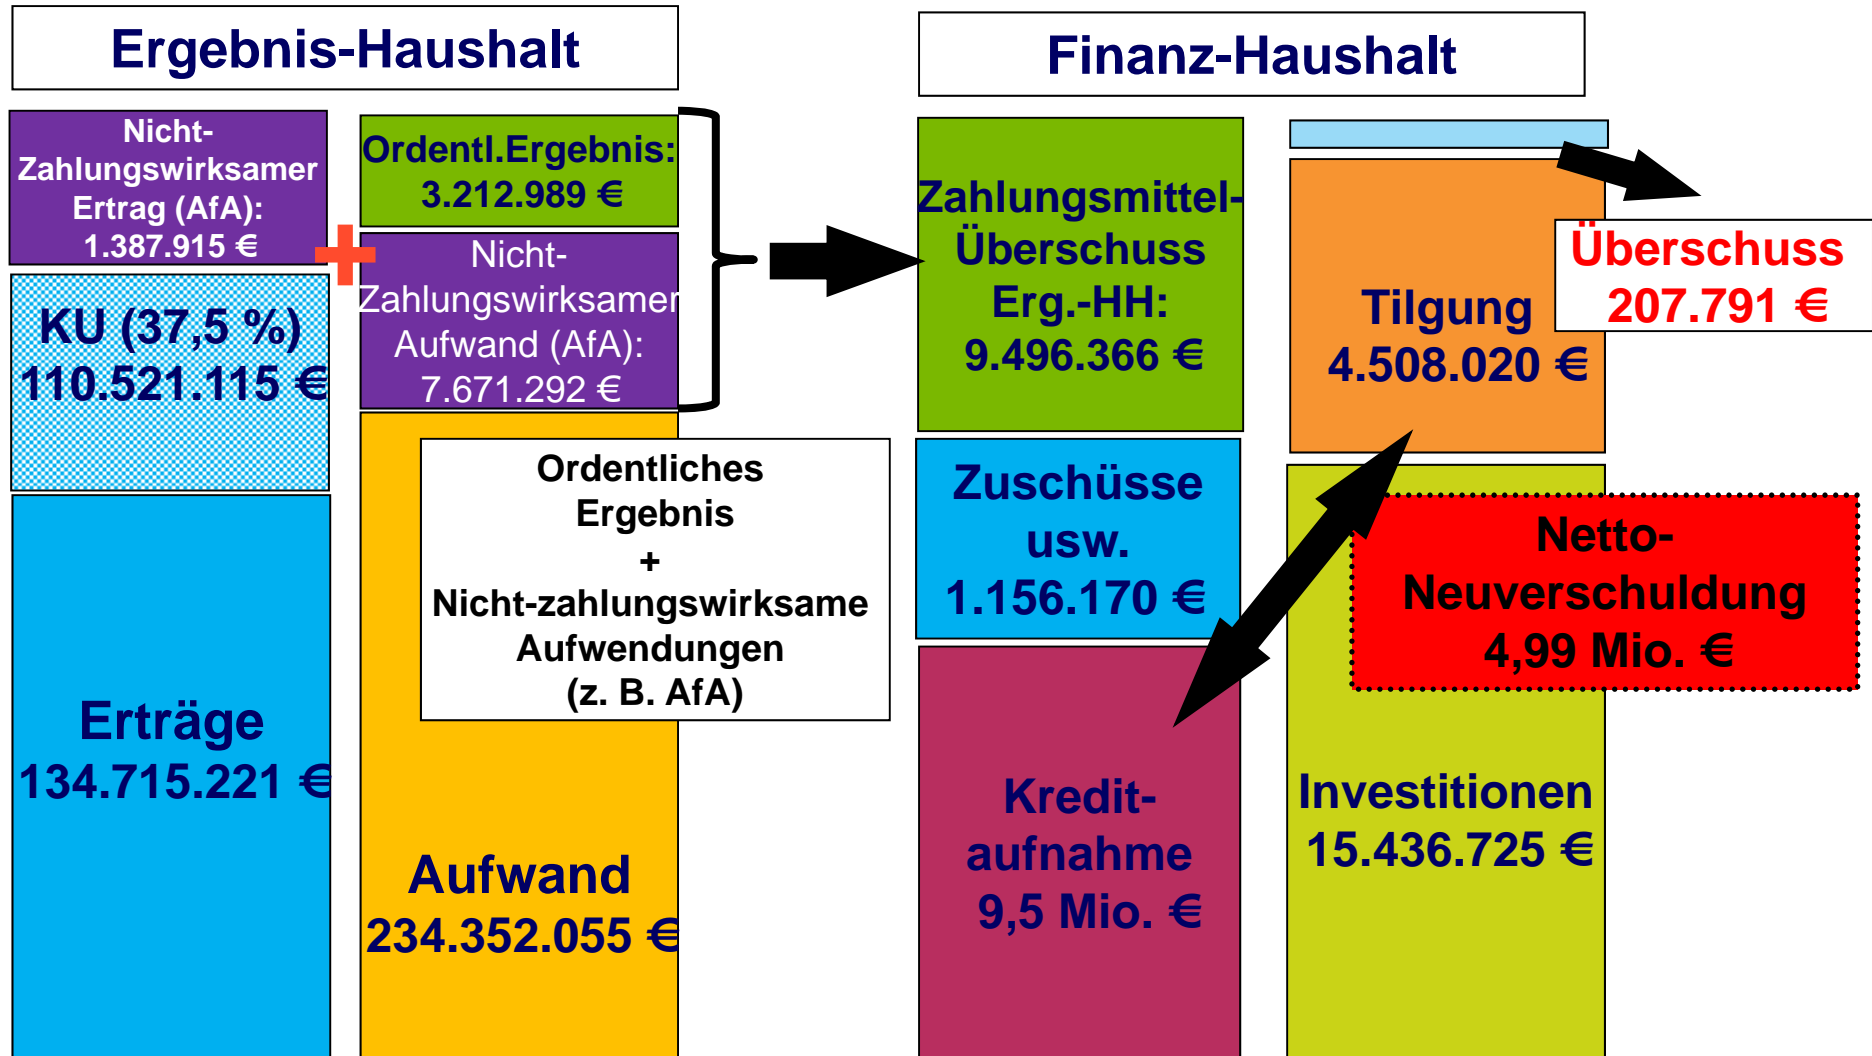 Ergebnis-Haushalt
Nicht-
Zahlungswirksamer
Ertrag (AfA):
1.387.915 €
KU (37,5 %)
110.521.115 €
Erträge
134.715.221 €
Ordentl.Ergebnis:
3.212.989 €
Nicht-
Zahlungswirksamer
Aufwand (AfA):
7.671.292 €
Ordentliches
Ergebnis
+
Nicht-zahlungswirksame
Aufwendungen
(z. B. AfA)
Aufwand
234.352.055 €
Finanz-Haushalt
Zahlungsmittel-
Überschuss
Erg.-HH:
9.496.366 €
Zuschüsse
usw.
1.156.170 €
Kredit-
aufnahme
9,5 Mio. €
Überschuss
207.791 €
Tilgung
4.508.020 €
Netto-
Neuverschuldung
4,99 Mio. €
Investitionen
15.436.725 €